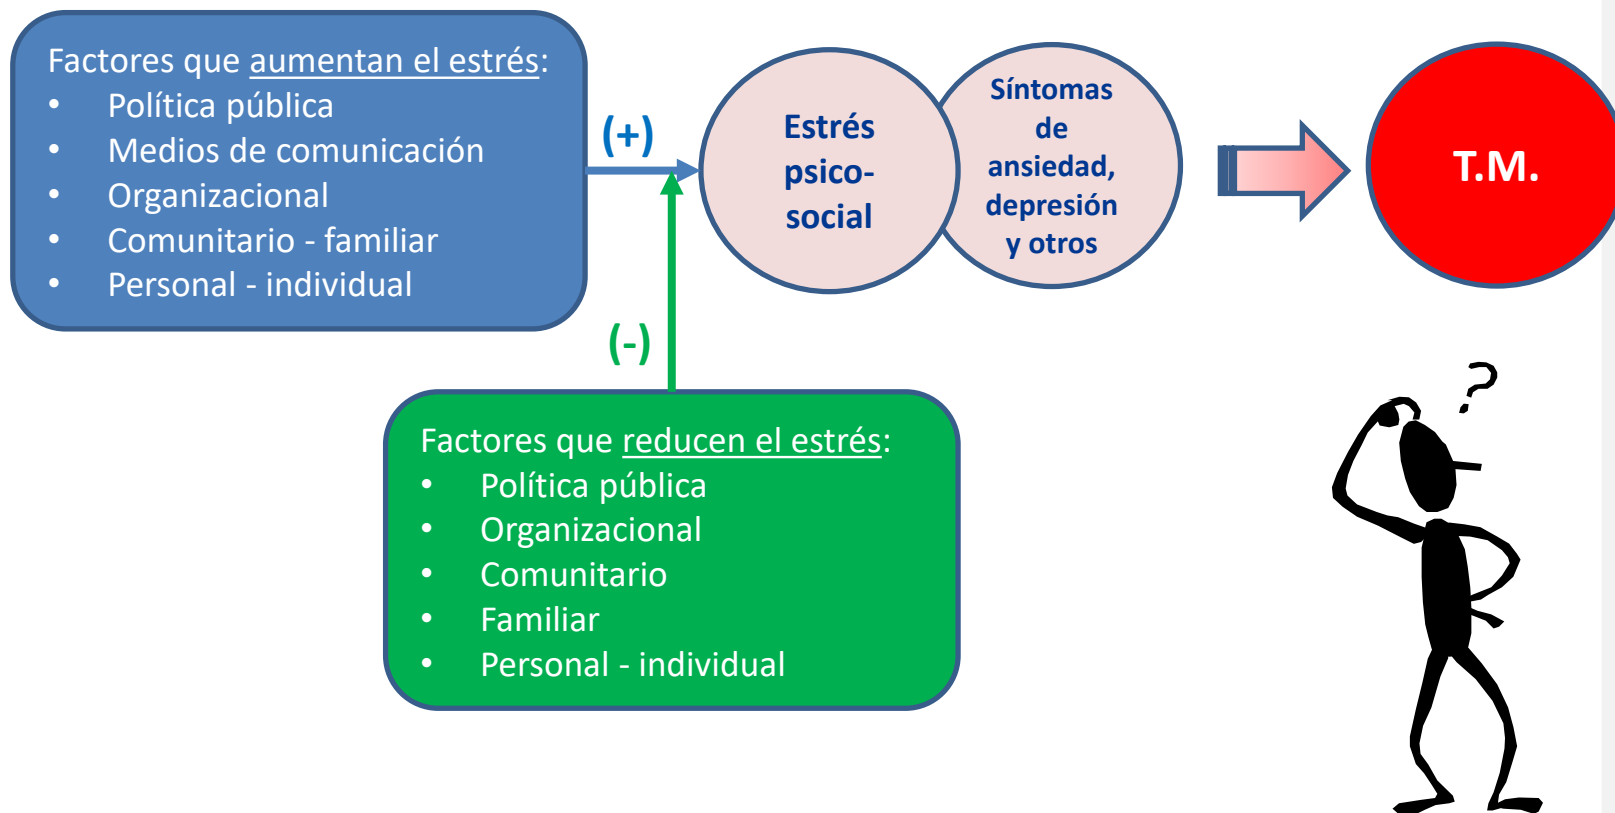 Factores que aumentan el estrés:
• Política pública
• Medios de comunicación
• Organizacional
• Comunitario - familiar
• Personal - individual
(+)
Estrés
psico-
social
Síntomas
de
ansiedad,
depresión
y otros
T.M.
(-)
Factores que reducen el estrés:
• Política pública
• Organizacional
• Comunitario
• Familiar
• Personal - individual
?